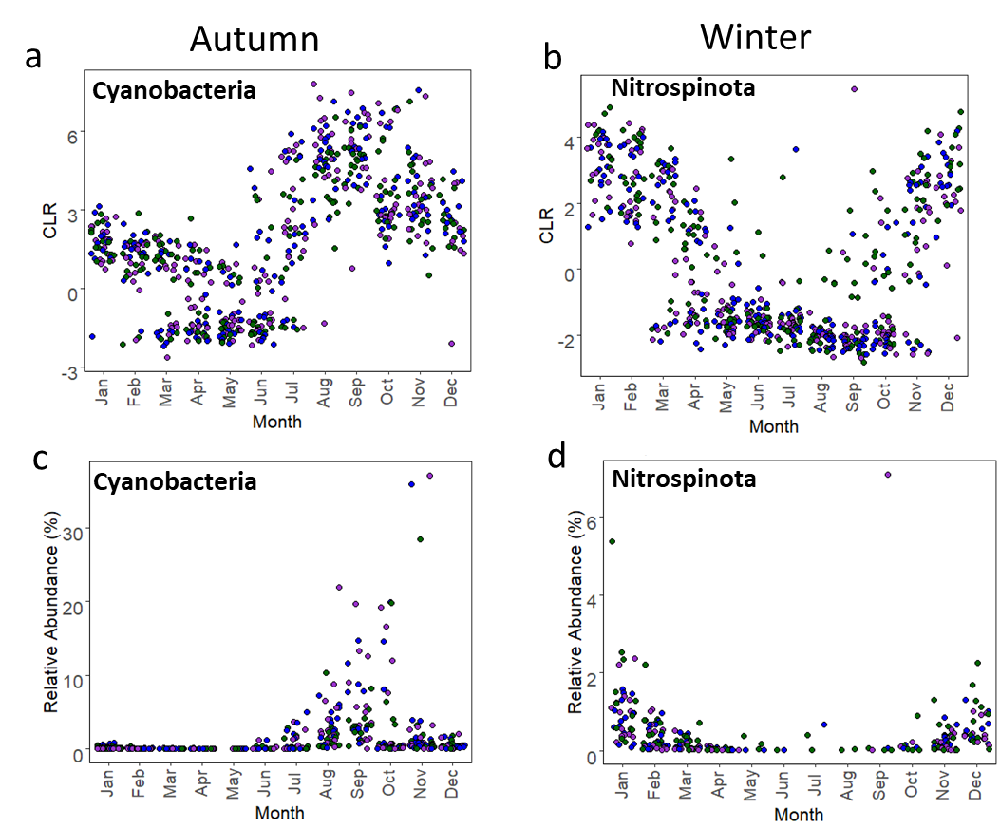 Autumn
Winter
a
Cyanobacteria
CLR
6
3
0
-3
Jan Feb Mar Apr May Jun Jul Aug Sep Oct Nov Dec
Month
b
Nitrospinota
CLR
4
2
0
-2
Jan Feb Mar Apr May Jun Jul Aug Sep Oct Nov Dec
Month
c
Cyanobacteria
Relative Abundance (%)
30
20
10
0
Jan Feb Mar Apr May Jun Jul Aug Sep Oct Nov Dec
Month
d
Nitrospinota
Relative Abundance (%)
6
4
2
0
Jan Feb Mar Apr May Jun Jul Aug Sep Oct Nov Dec
Month